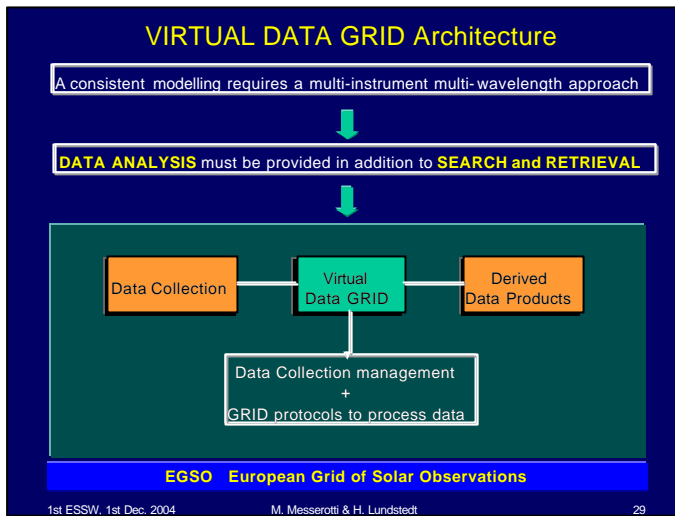 VIRTUAL DATA GRID Architecture
A consistent modelling requires a multi-instrument multi-wavelength approach
DATA ANALYSIS must be provided in addition to SEARCH and RETRIEVAL
Data Collection
Virtual
Data GRID
Derived
Data Products
Data Collection management
+
GRID protocols to process data
EGSO European Grid of Solar Observations
1st ESSW, 1st Dec. 2004 M. Messerotti & H. Lundstedt 29